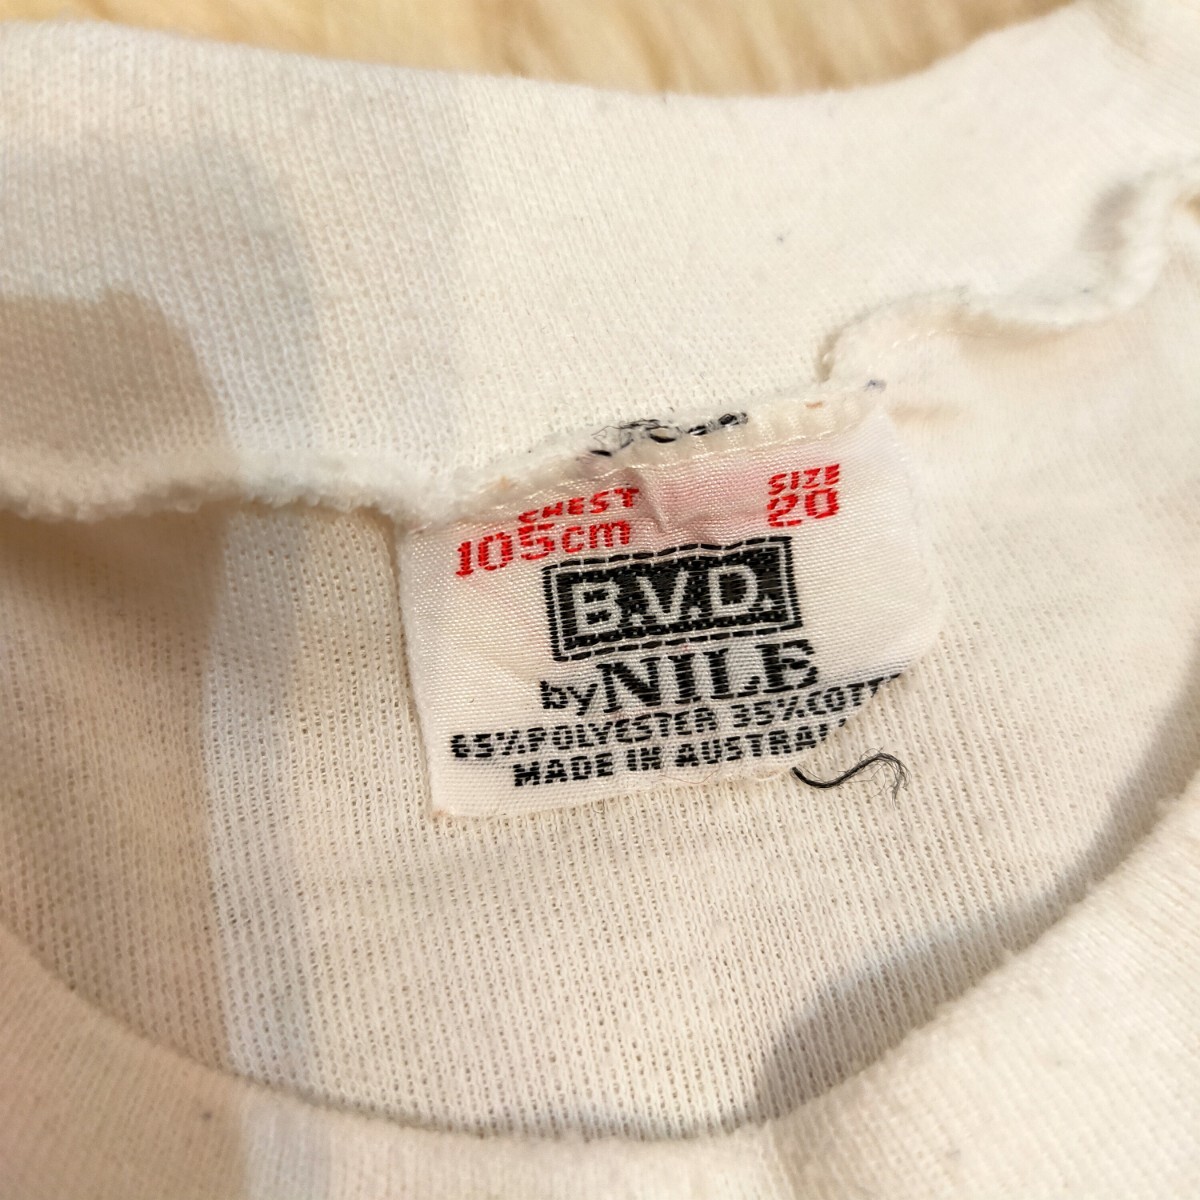 CHEST SIZE
105cm 20
B.V.D.
by NILE
65% POLYESTER 35% COTT
MADE IN AUSTRAL